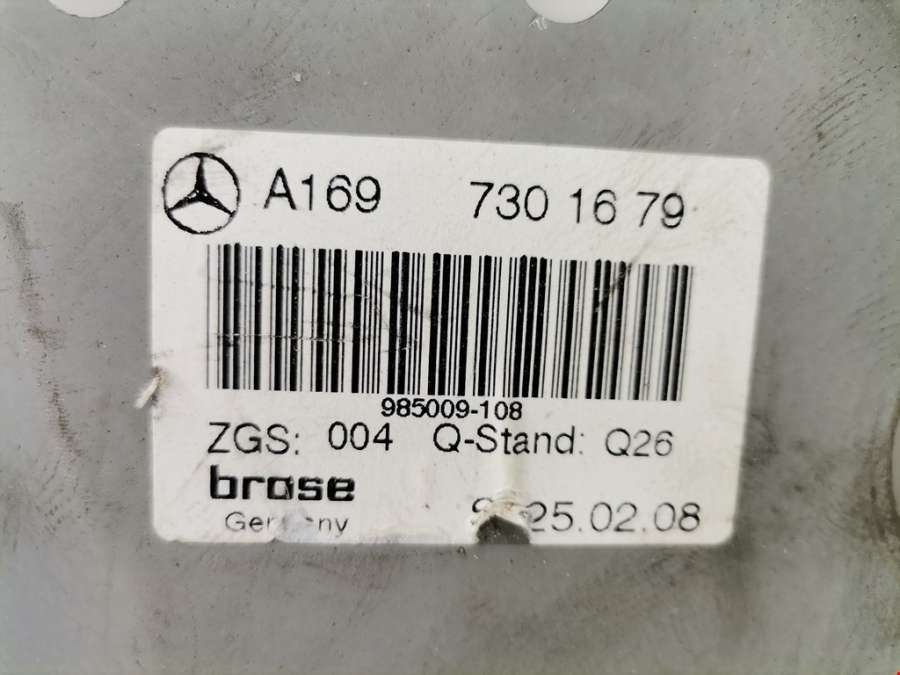 A169 730 16 79
985009-108
ZGS: 004 Q-Stand: Q26
brose
25.02.08